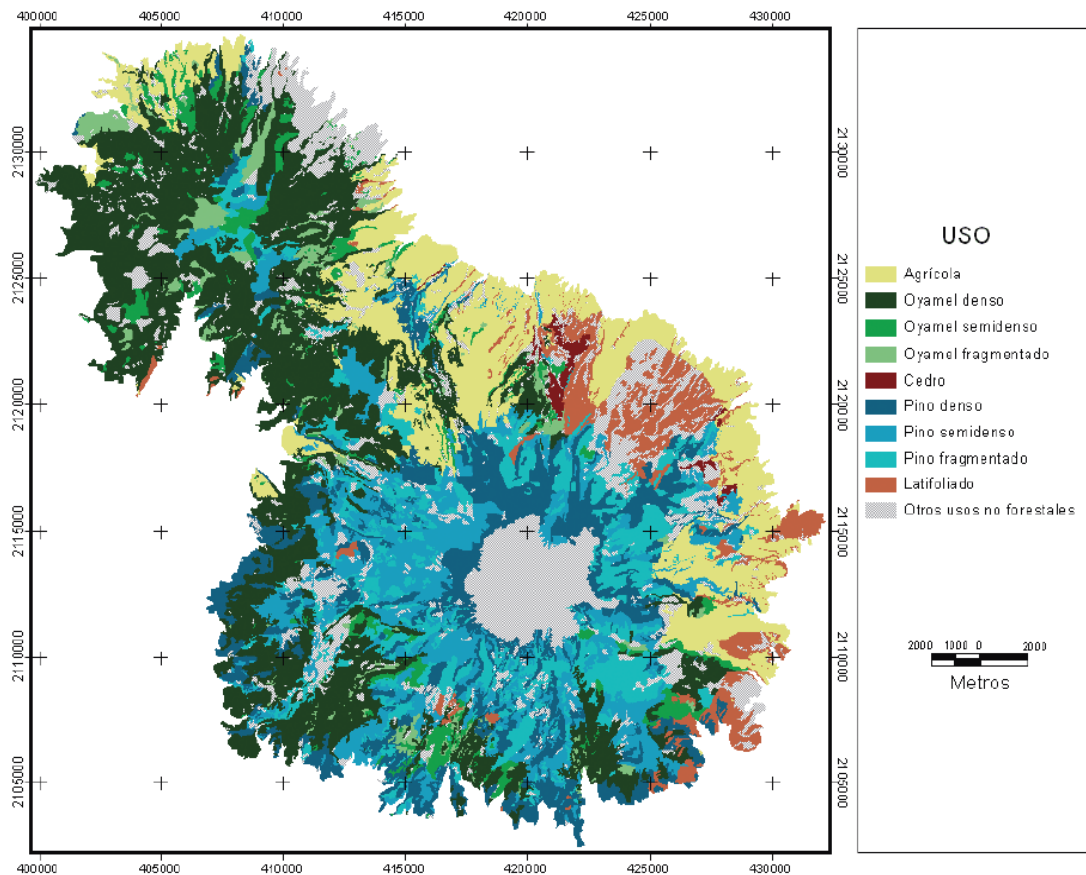 400000 405000 410000 415000 420000 425000 430000
2130000 2130000
2125000 2125000
2120000 2120000
2115000 2115000
2110000 2110000
2105000 2105000
400000 405000 410000 415000 420000 425000 430000
USO
Agrícola
Oyamel denso
Oyamel semidenso
Oyamel fragmentado
Cedro
Pino denso
Pino semidenso
Pino fragmentado
Latifoliado
Otros usos no forestales
2000 1000 0 2000
Metros